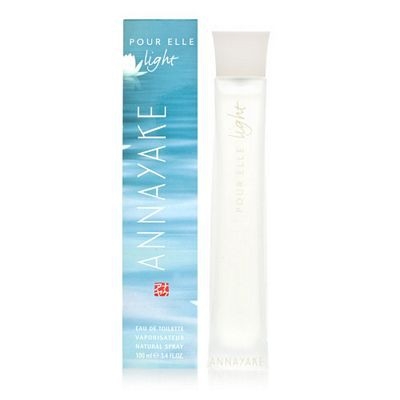 POUR ELLE
light
ANNAYAKE
EAU DE TOILETTE
VAPORISATEUR
NATURAL SPRAY
100 ml e 3.4 FL.OZ.
POUR ELLE light
ANNAYAKE